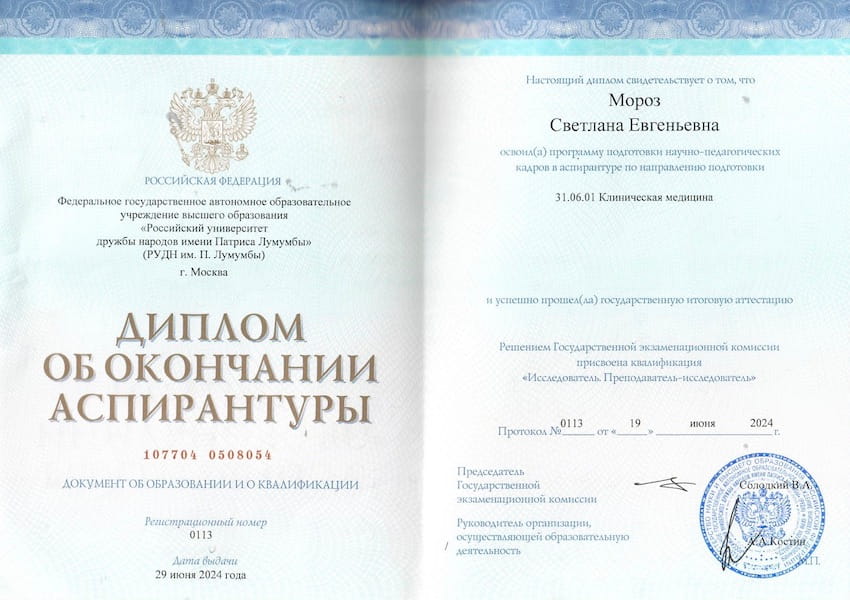 РОССИЙСКАЯ ФЕДЕРАЦИЯ
Федеральное государственное автономное образовательное
учреждение высшего образования
«Российский университет
дружбы народов имени Патриса Лумумбы»
(РУДН им. П. Лумумбы)
г. Москва
ДИПЛОМ
ОБ ОКОНЧАНИИ
АСПИРАНТУРЫ
107704 0508054
ДОКУМЕНТ ОБ ОБРАЗОВАНИИ И О КВАЛИФИКАЦИИ
Регистрационный номер
0113
Дата выдачи
29 июня 2024 года
Настоящий диплом свидетельствует о том, что
Мороз
Светлана Евгеньевна
освоил(а) программу подготовки научно-педагогических
кадров в аспирантуре по направлению подготовки
31.06.01 Клиническая медицина
и успешно прошел(ла) государственную итоговую аттестацию
Решением Государственной экзаменационной комиссии
присвоена квалификация
«Исследователь. Преподаватель-исследователь»
Протокол № 0113 от « 19 » июня 2024 г.
Председатель
Государственной
экзаменационной комиссии
Солодкий В.А.
Руководитель организации,
осуществляющей образовательную
деятельность
А.А.Костин
М.П.